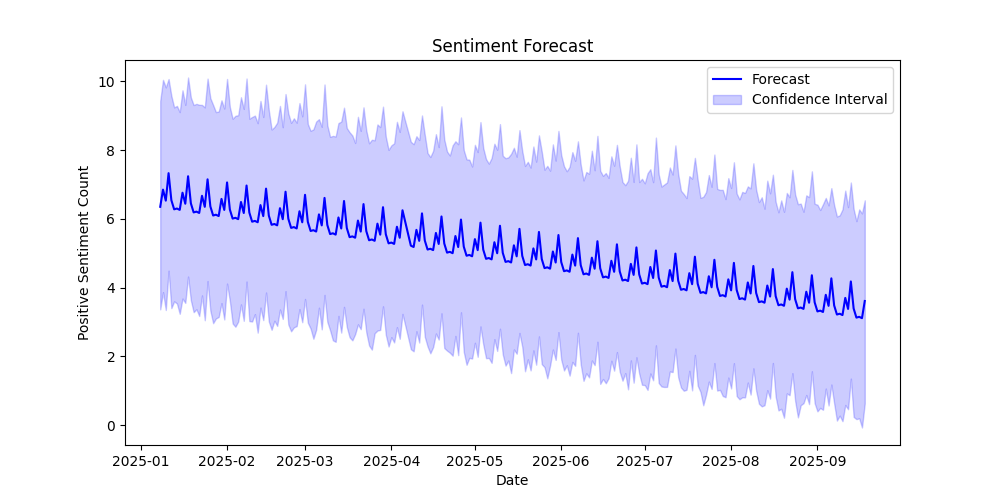 Sentiment Forecast
Forecast
Confidence Interval
Positive Sentiment Count
10
8
6
4
2
0
2025-01 2025-02 2025-03 2025-04 2025-05 2025-06 2025-07 2025-08 2025-09
Date